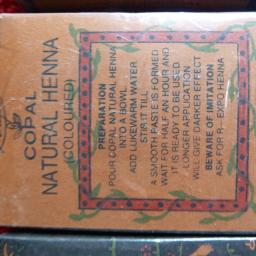 COPAL
NATURAL HENNA
(COLOURED)
PREPARATION
POUR COPAL NATURAL HENNA
INTO A BOWL
ADD LUKEWARM WATER
STIR IT TILL
A SMOOTH PASTE IS FORMED
WAIT FOR HALF AN HOUR AND
IT IS READY TO BE USED
LONGER APPLICATION
WILL GIVE DARKER EFFECT
BEWARE OF IMITATION
ASK FOR R - EXPO HENNA